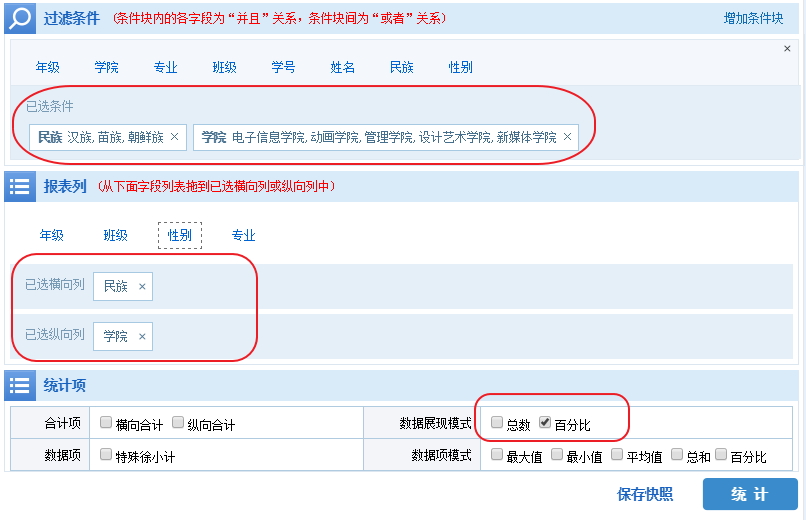 过滤条件 (条件块内的各字段为“并且”关系，条件块间为“或者”关系) 增加条件块
×
年级 学院 专业 班级 学号 姓名 民族 性别
已选条件
民族 汉族, 苗族, 朝鲜族 × 学院 电子信息学院, 动画学院, 管理学院, 设计艺术学院, 新媒体学院 ×
报表列 (从下面字段列表拖到已选横向列或纵向列中)
年级 班级 性别 专业
已选横向列 民族 ×
已选纵向列 学院 ×
统计项
合计项 横向合计 纵向合计 数据展现模式 总数 百分比
数据项 特殊徐小计 数据项模式 最大值 最小值 平均值 总和 百分比
保存快照 统 计